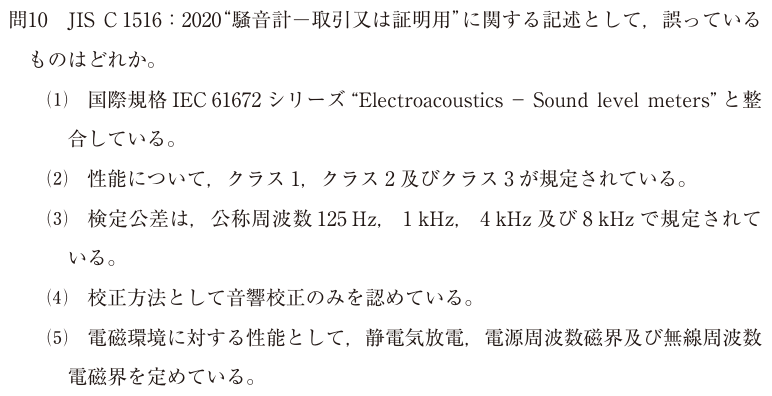 問10 JIS C 1516：2020“騒音計－取引又は証明用”に関する記述として，誤っている
ものはどれか。
⑴ 国際規格 IEC 61672 シリーズ “Electroacoustics － Sound level meters” と整
合している。
⑵ 性能について，クラス 1，クラス 2 及びクラス 3 が規定されている。
⑶ 検定公差は，公称周波数 125 Hz， 1 kHz， 4 kHz 及び 8 kHz で規定されて
いる。
⑷ 校正方法として音響校正のみを認めている。
⑸ 電磁環境に対する性能として，静電気放電，電源周波数磁界及び無線周波数
電磁界を定めている。